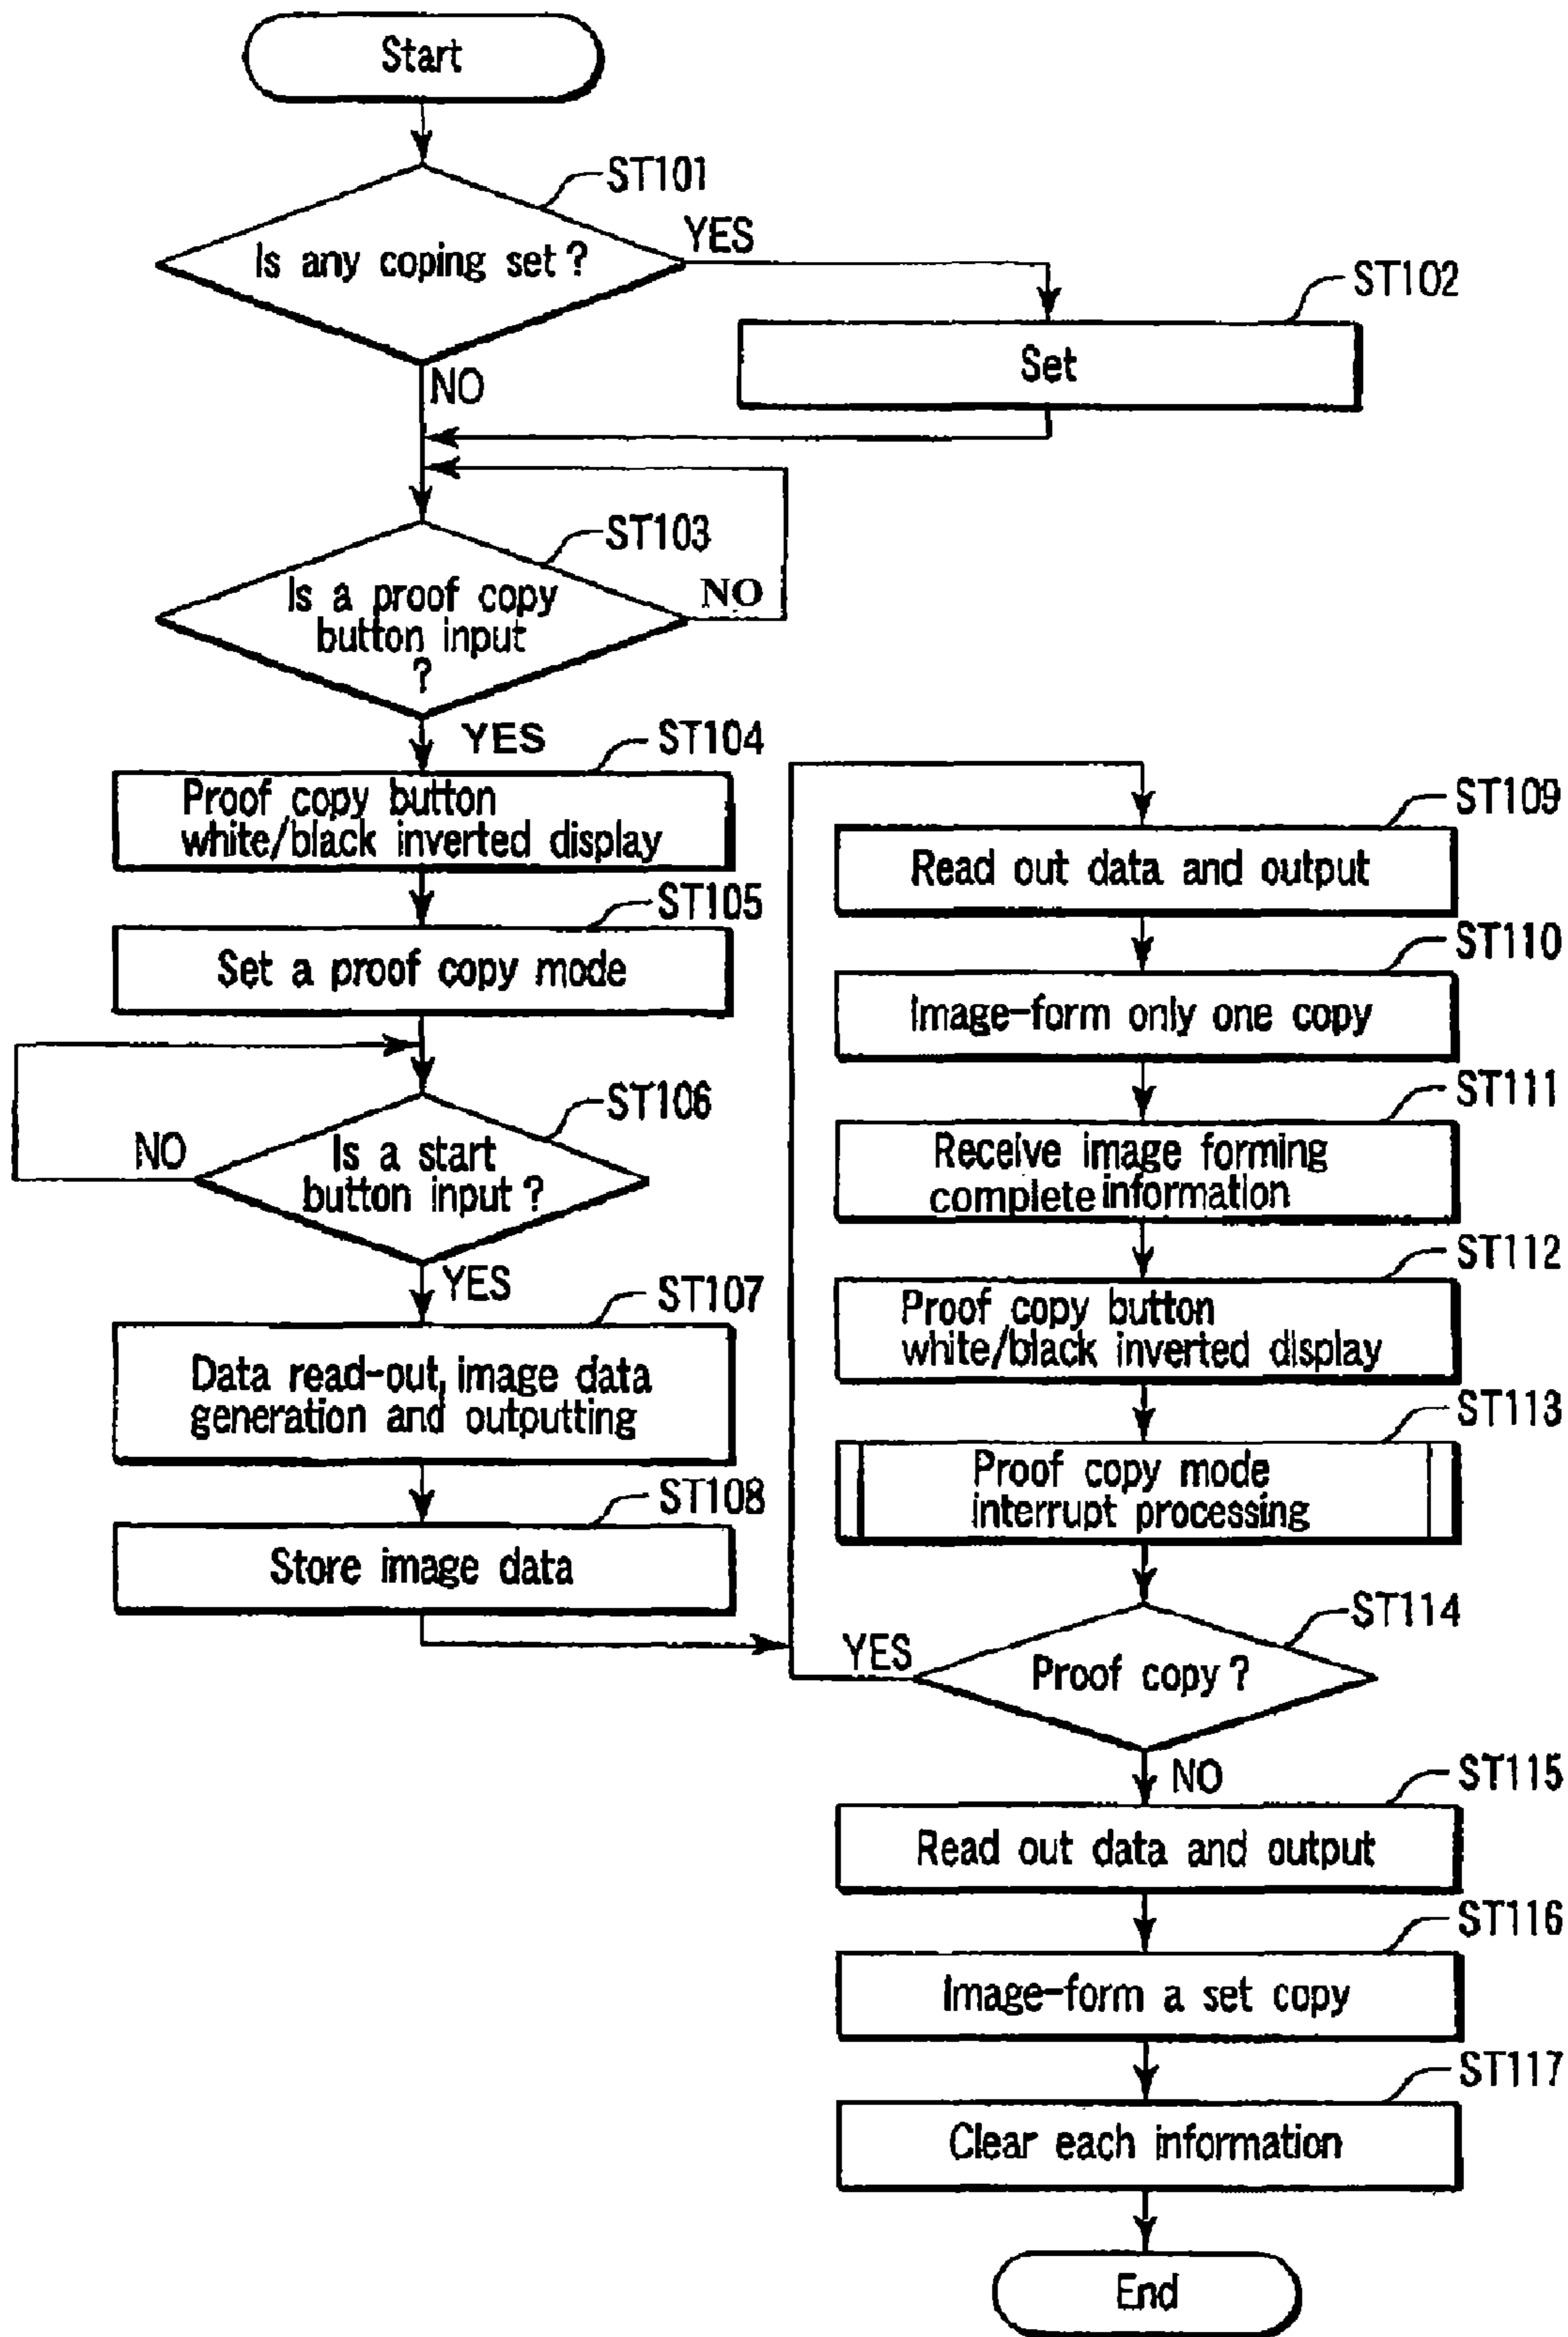 Start
ST101
Is any coping set ?
YES
ST102
Set
NO
ST103
Is a proof copy
button input
?
NO
YES
ST104
Proof copy button
white/black inverted display
ST105
Set a proof copy mode
ST106
Is a start
button input ?
NO
YES
ST107
Data read-out, image data
generation and outputting
ST108
Store image data
ST109
Read out data and output
ST110
Image-form only one copy
ST111
Receive image forming
complete information
ST112
Proof copy button
white/black inverted display
ST113
Proof copy mode
interrupt processing
ST114
Proof copy ?
YES
NO
ST115
Read out data and output
ST116
Image-form a set copy
ST117
Clear each information
End